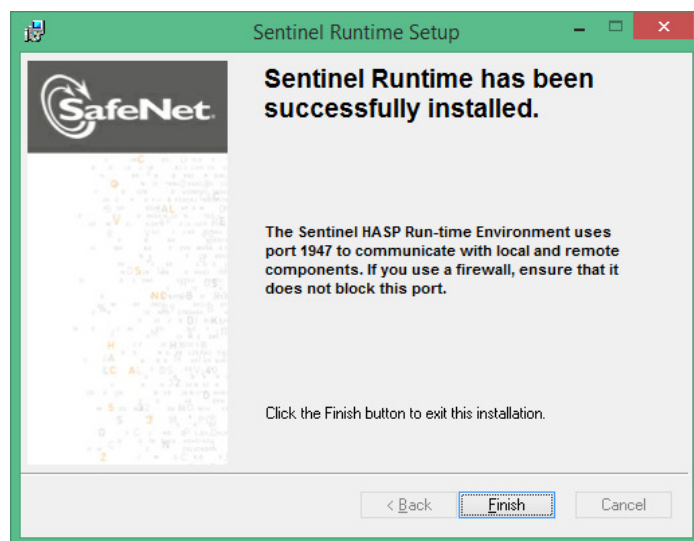 Sentinel Runtime Setup
SafeNet.
Sentinel Runtime has been
successfully installed.
The Sentinel HASP Run-time Environment uses
port 1947 to communicate with local and remote
components. If you use a firewall, ensure that it
does not block this port.
Click the Finish button to exit this installation.
< Back Finish Cancel